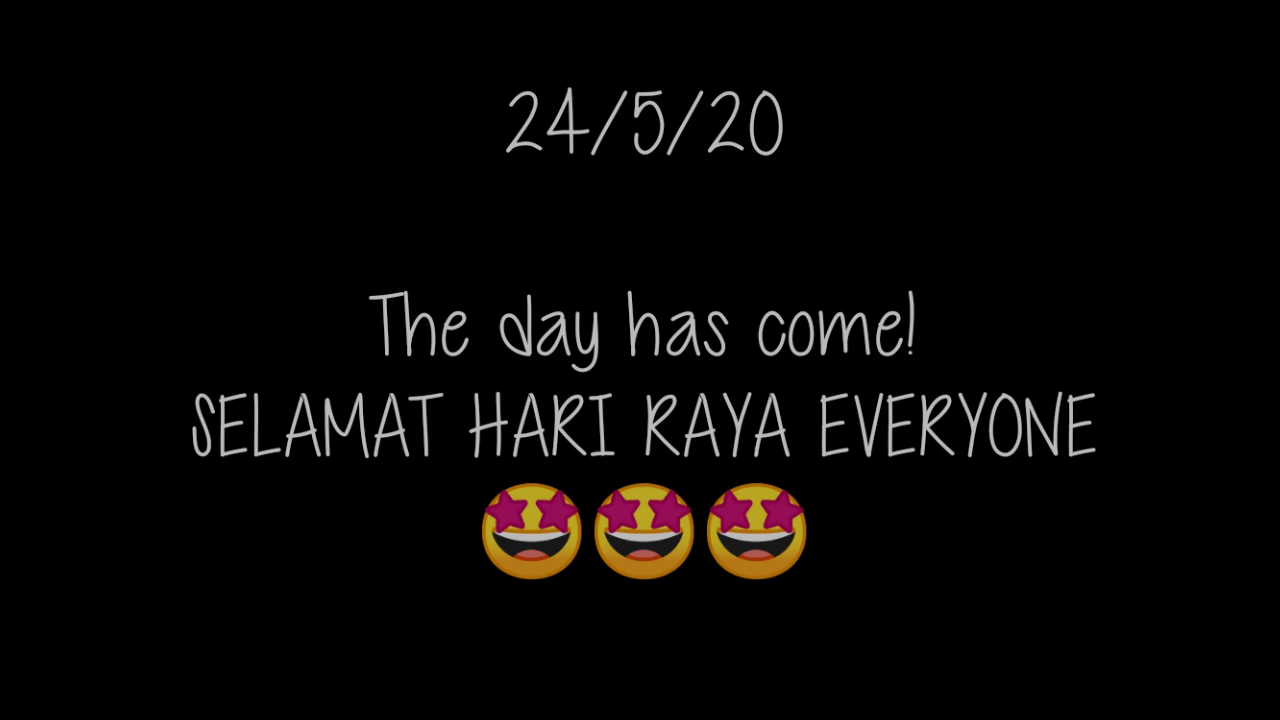 24/5/20
The day has come!
SELAMAT HARI RAYA EVERYONE
🤩🤩🤩